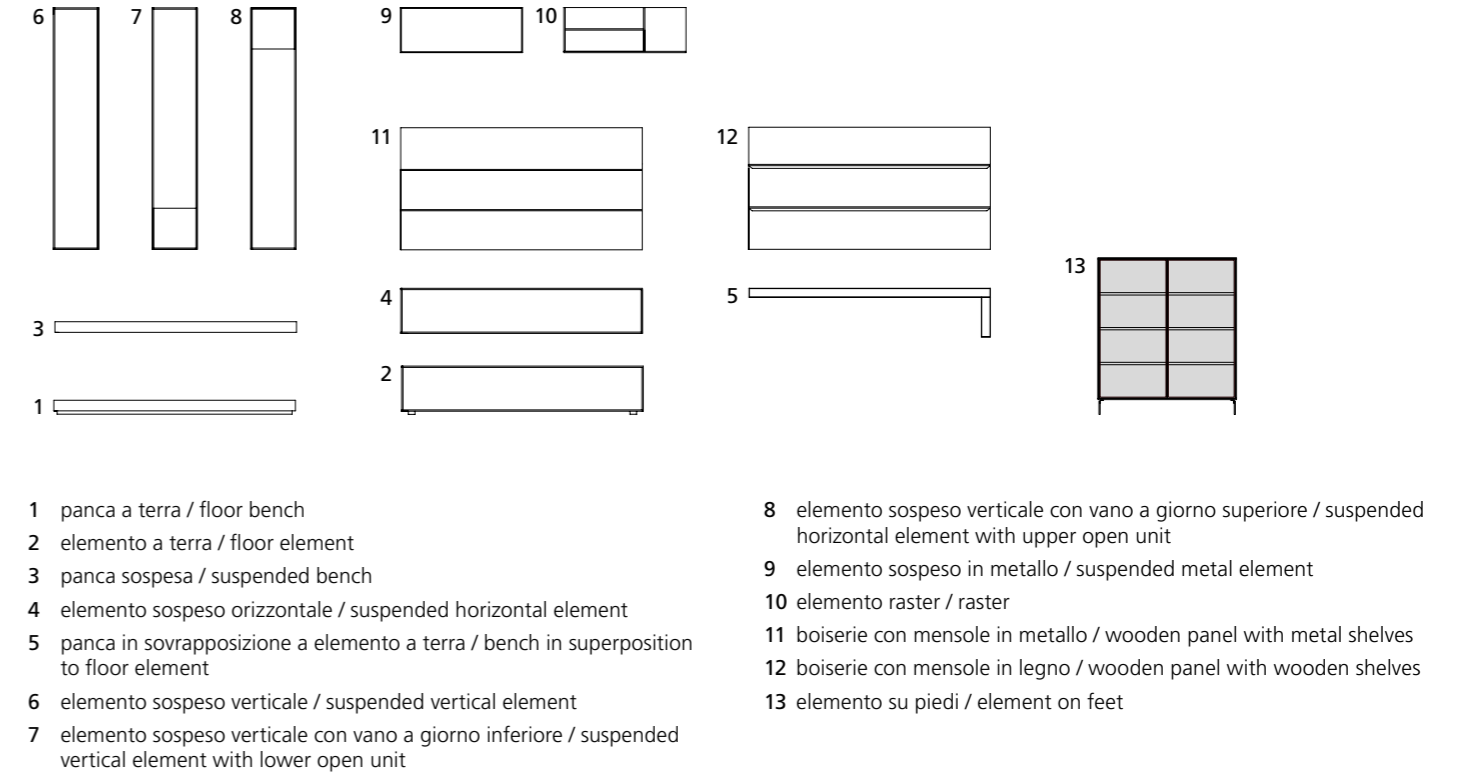 6
7
8
9
10
11
12
13
3
4
5
1
2
1 panca a terra / floor bench
2 elemento a terra / floor element
3 panca sospesa / suspended bench
4 elemento sospeso orizzontale / suspended horizontal element
5 panca in sovrapposizione a elemento a terra / bench in superposition
to floor element
6 elemento sospeso verticale / suspended vertical element
7 elemento sospeso verticale con vano a giorno inferiore / suspended
vertical element with lower open unit
8 elemento sospeso verticale con vano a giorno superiore / suspended
horizontal element with upper open unit
9 elemento sospeso in metallo / suspended metal element
10 elemento raster / raster
11 boiserie con mensole in metallo / wooden panel with metal shelves
12 boiserie con mensole in legno / wooden panel with wooden shelves
13 elemento su piedi / element on feet